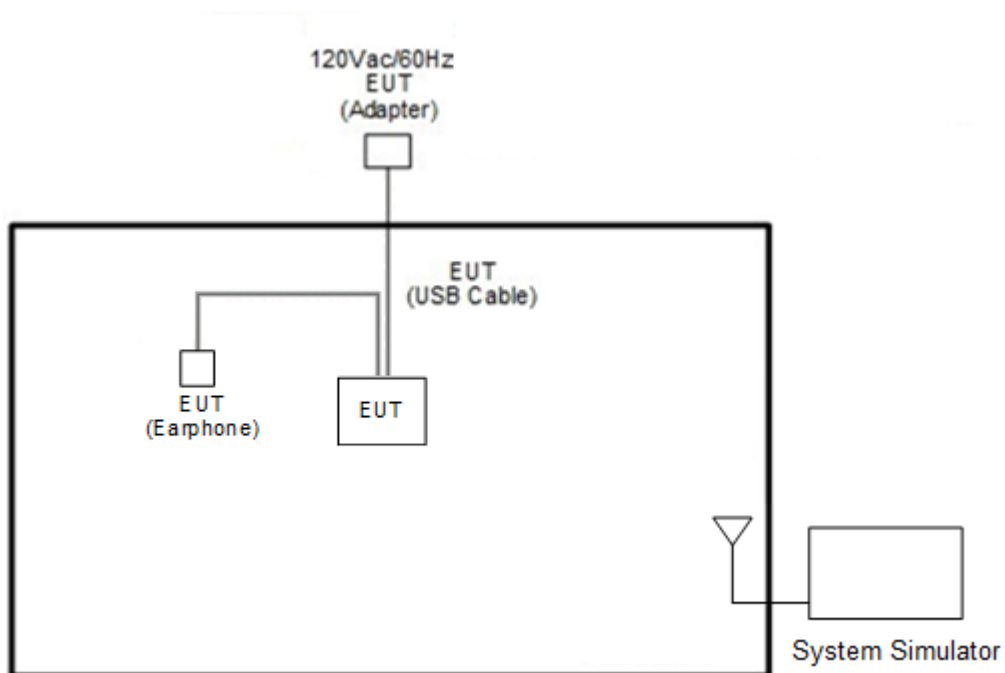 120Vac/60Hz
EUT
(Adapter)
EUT
(USB Cable)
EUT
(Earphone)
EUT
System Simulator